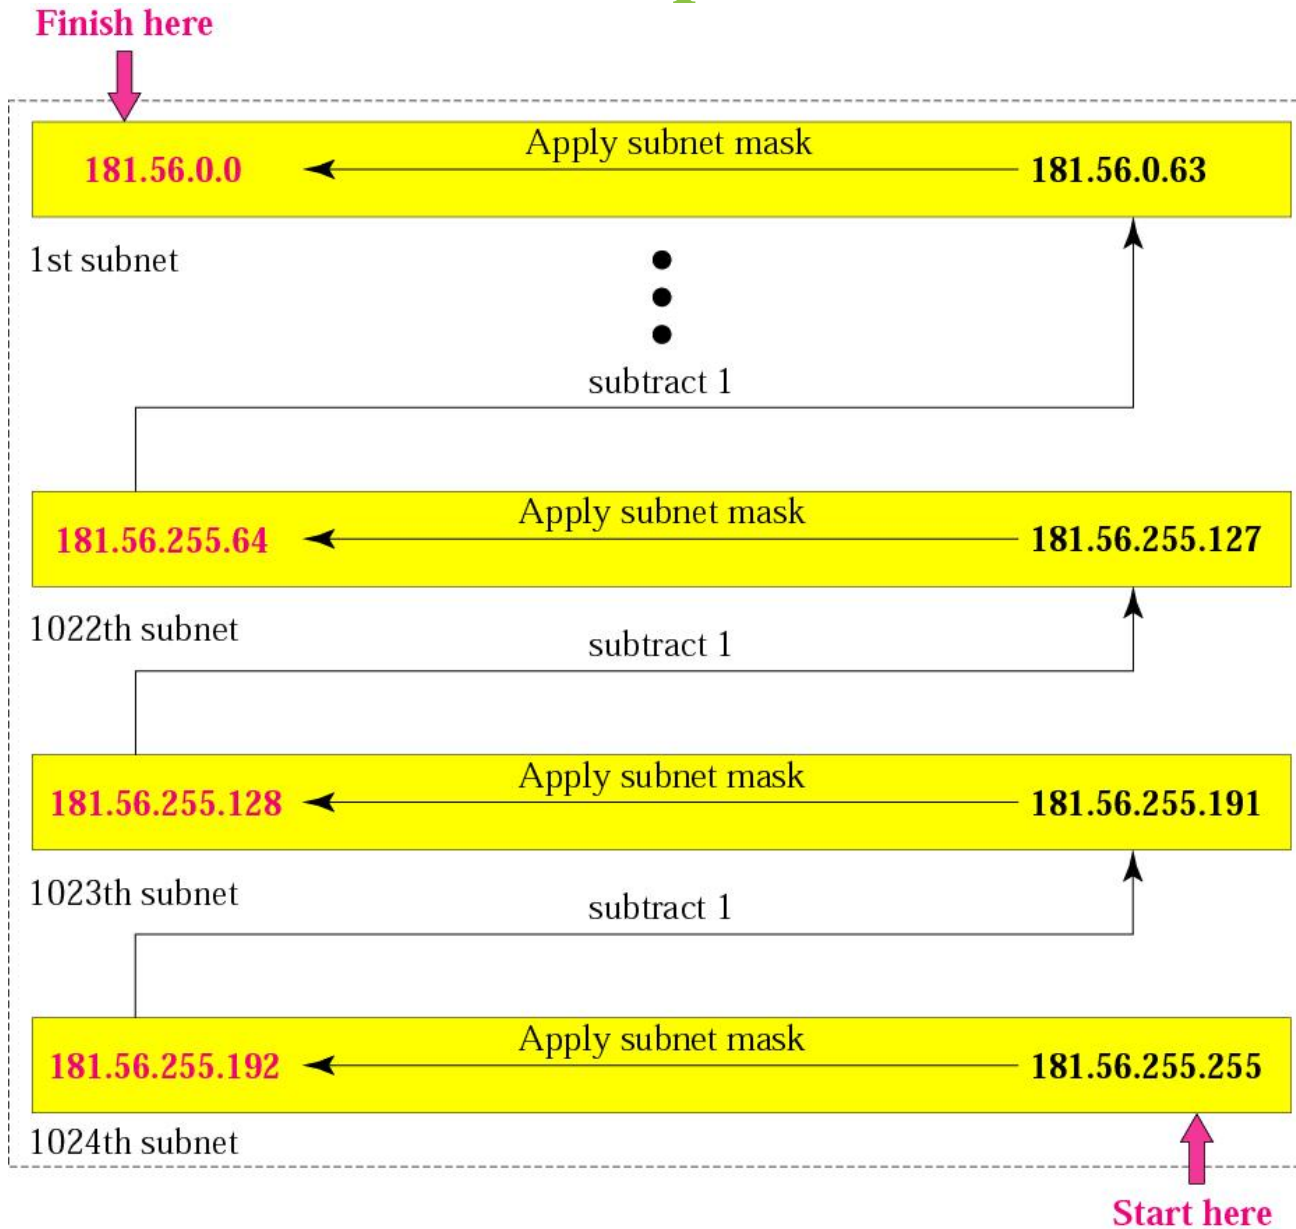 Finish here
Apply subnet mask
181.56.0.0 181.56.0.63
1st subnet
subtract 1
Apply subnet mask
181.56.255.64 181.56.255.127
1022th subnet
subtract 1
Apply subnet mask
181.56.255.128 181.56.255.191
1023th subnet
subtract 1
Apply subnet mask
181.56.255.192 181.56.255.255
1024th subnet
Start here